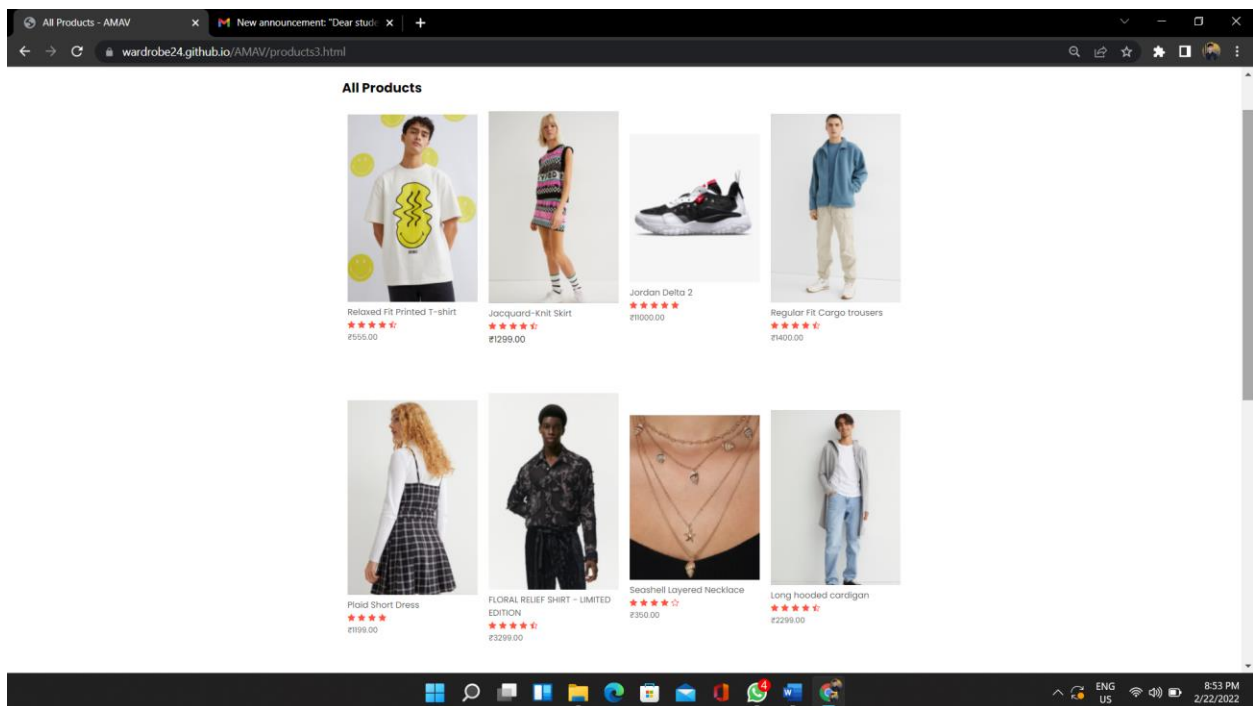 All Products - AMAV
New announcement: "Dear stude
wardrobe24.github.io/AMAV/products3.html
All Products
Relaxed Fit Printed T-shirt
₹555.00
Jacquard-Knit Skirt
₹1299.00
Jordan Delta 2
₹11000.00
Regular Fit Cargo trousers
₹1400.00
Plaid Short Dress
₹1199.00
FLORAL RELIEF SHIRT - LIMITED
EDITION
₹3299.00
Seashell Layered Necklace
₹350.00
Long hooded cardigan
₹2299.00
4
ENG
US
8:53 PM
2/22/2022